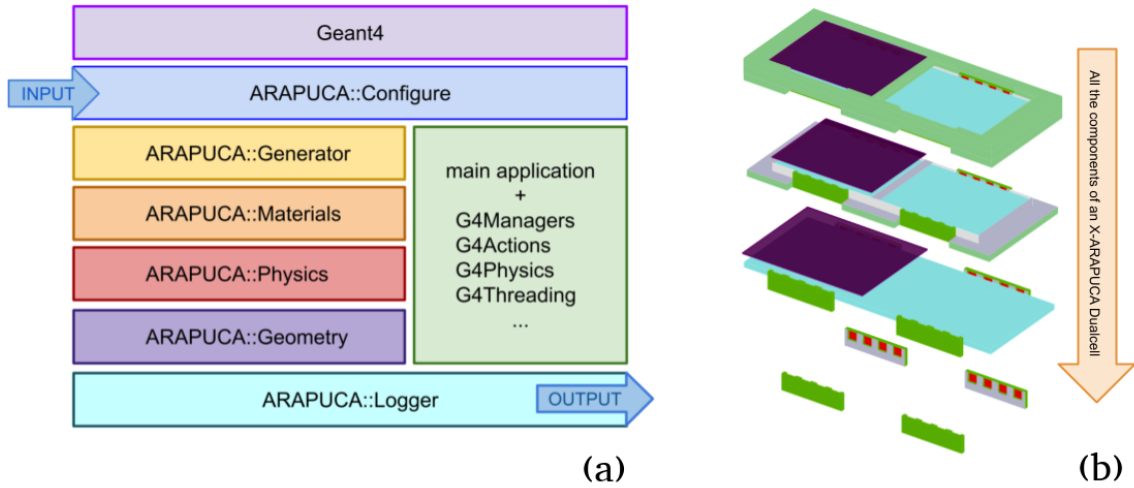 Geant4
INPUT
ARAPUCA::Configure
ARAPUCA::Generator
ARAPUCA::Materials
ARAPUCA::Physics
ARAPUCA::Geometry
main application
+
G4Managers
G4Actions
G4Physics
G4Threading
...
ARAPUCA::Logger
OUTPUT
(a)
All the components of an X-ARAPUCA Dualcell
(b)